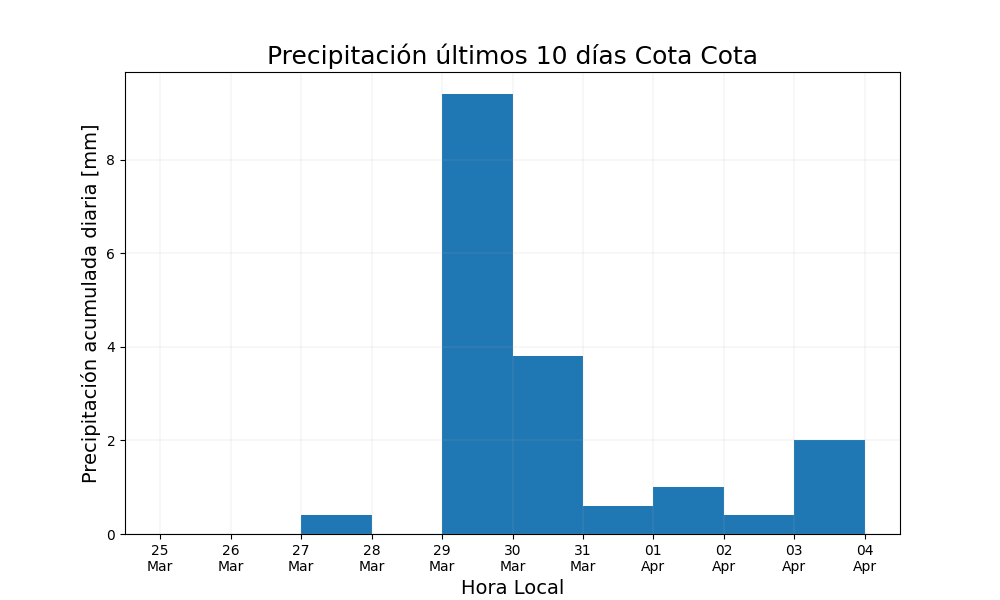 Precipitación últimos 10 días Cota Cota
Precipitación acumulada diaria [mm]
8
6
4
2
0
25 26 27 28 29 30 31 01 02 03 04
Mar Mar Mar Mar Mar Mar Mar Apr Apr Apr Apr
Hora Local